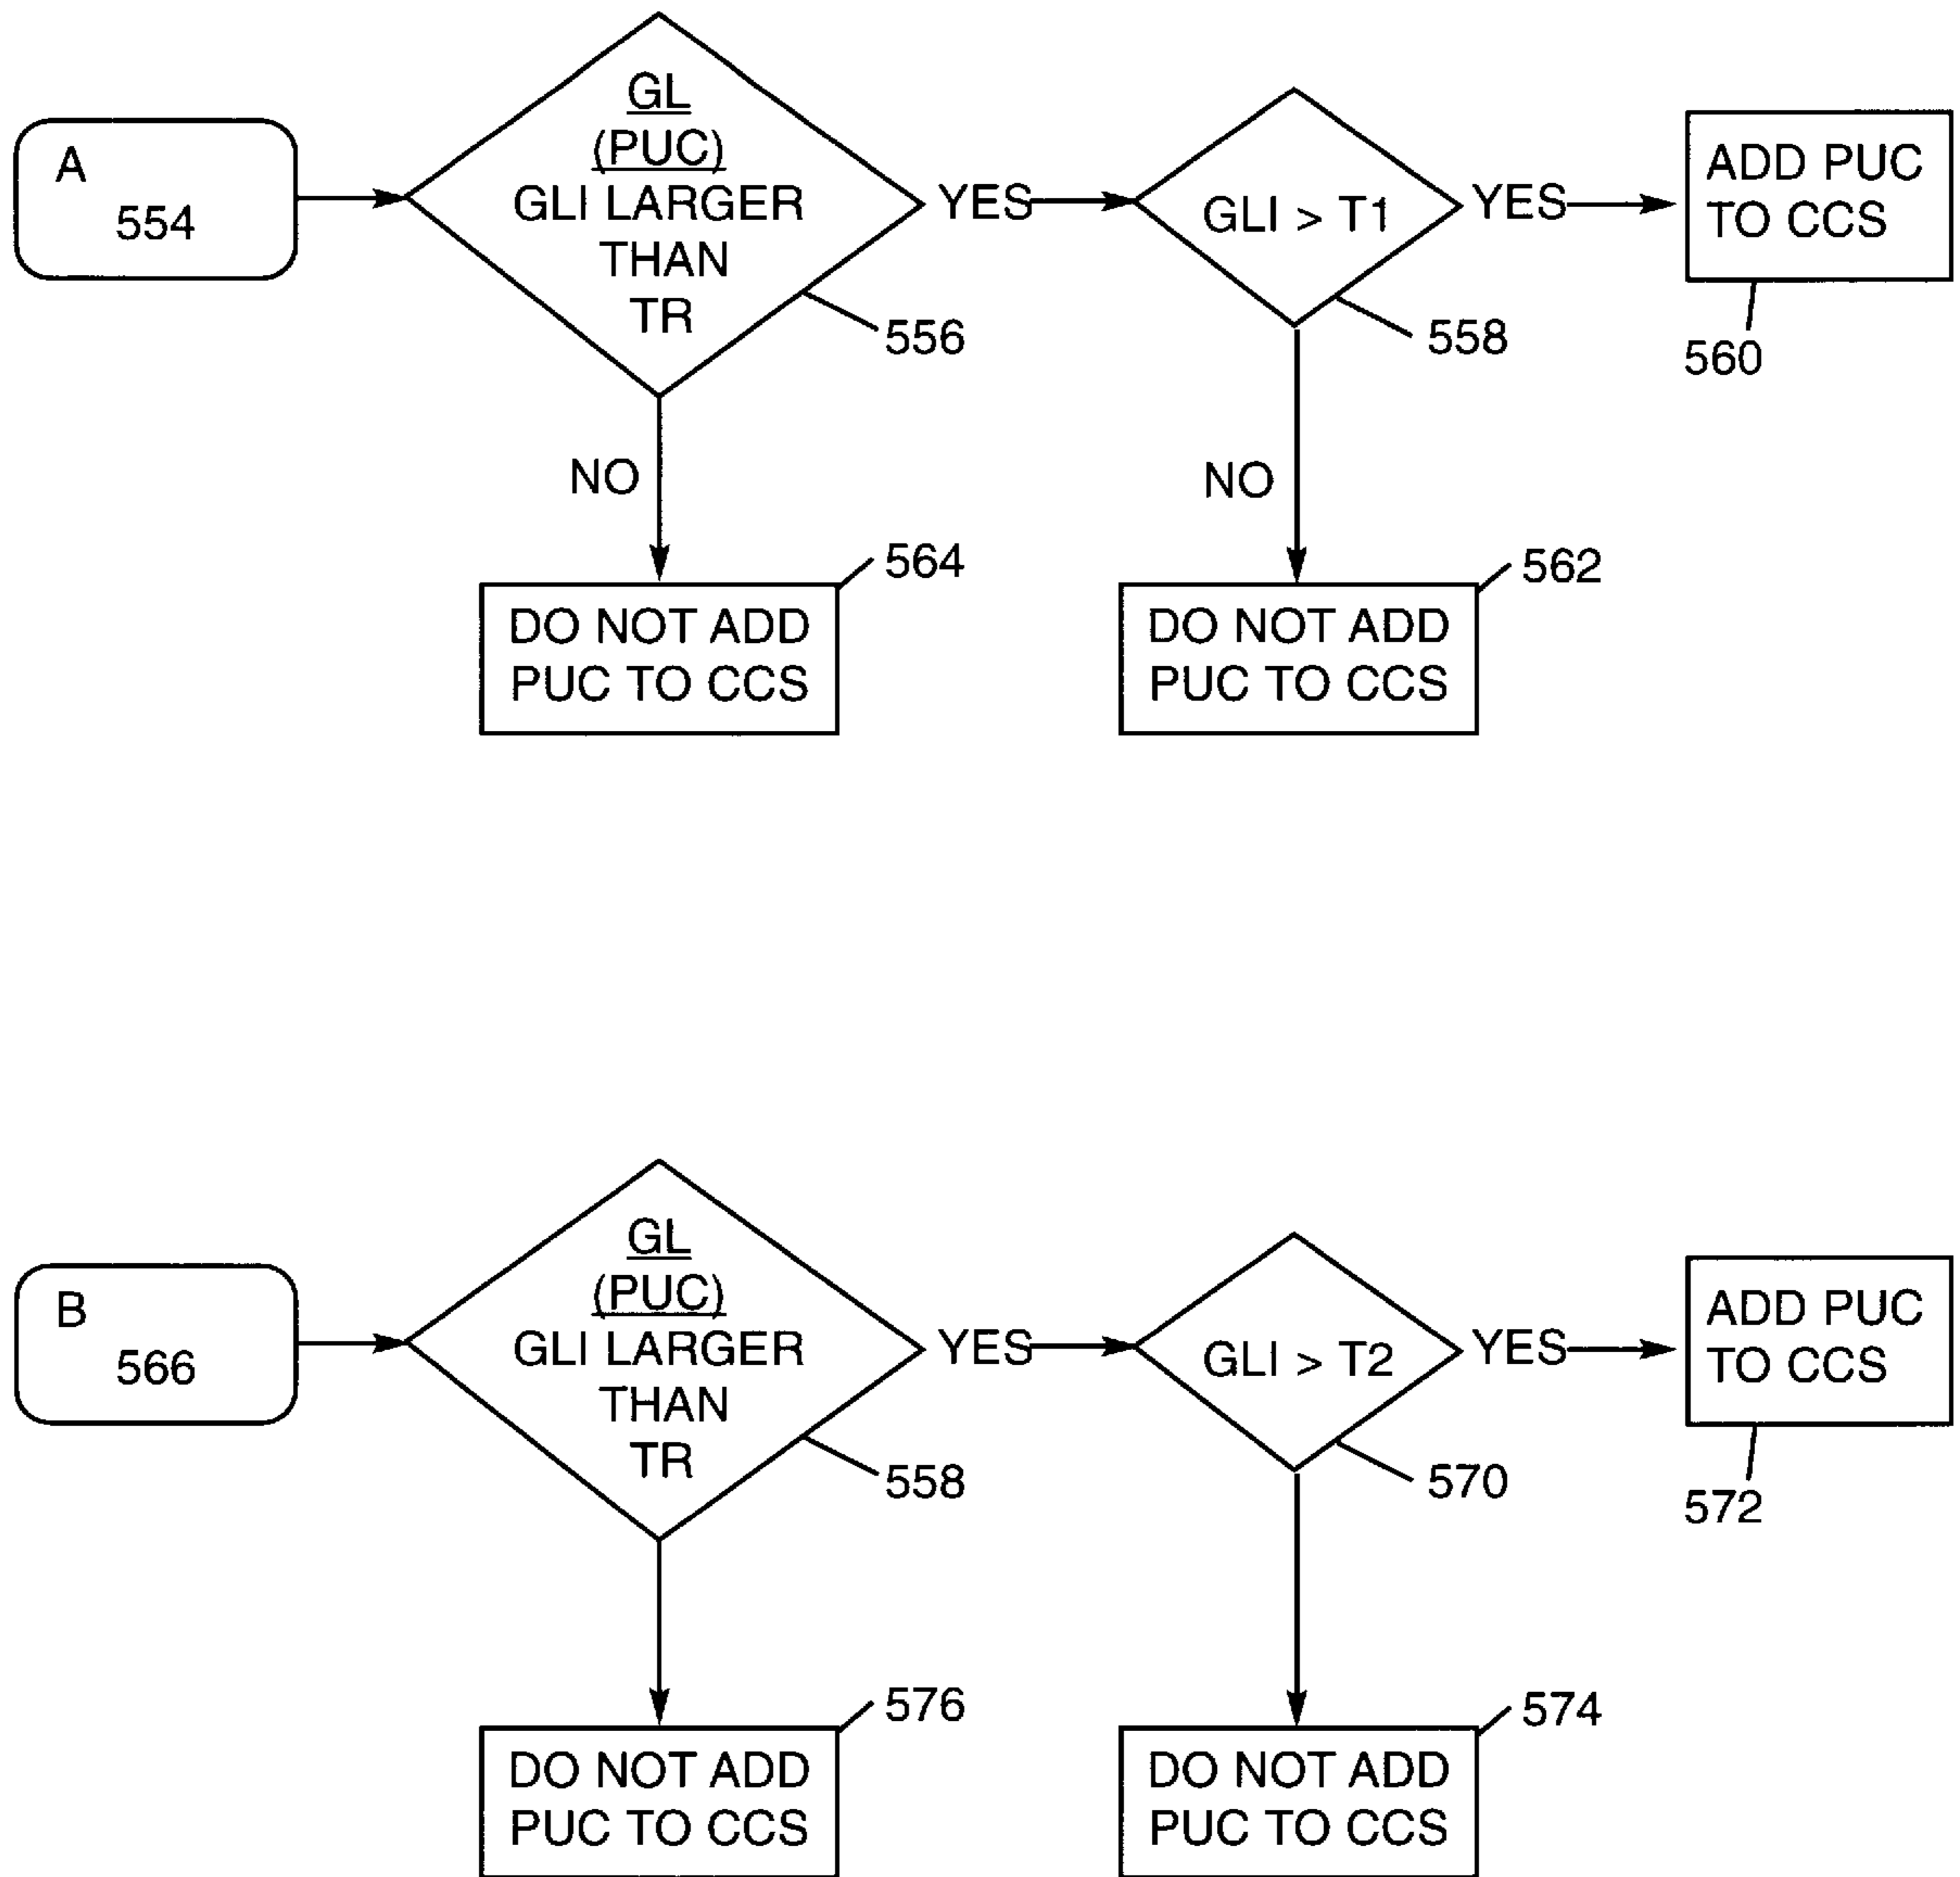 A
554
GL
(PUC)
GLI LARGER
THAN
TR
556
YES
GLI > T1
558
YES
ADD PUC
TO CCS
560
NO
564
DO NOT ADD
PUC TO CCS
NO
562
DO NOT ADD
PUC TO CCS
B
566
GL
(PUC)
GLI LARGER
THAN
TR
558
YES
GLI > T2
570
YES
ADD PUC
TO CCS
572
576
DO NOT ADD
PUC TO CCS
574
DO NOT ADD
PUC TO CCS